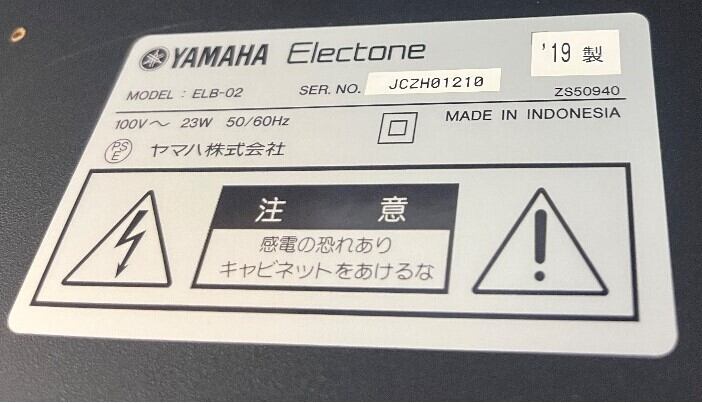 YAMAHA Electone
'19 製
MODEL : ELB-02 SER. NO. JCZH01210 ZS50940
100V～ 23W 50/60Hz MADE IN INDONESIA
PSE ヤマハ株式会社
注 意
感電の恐れあり
キャビネットをあけるな